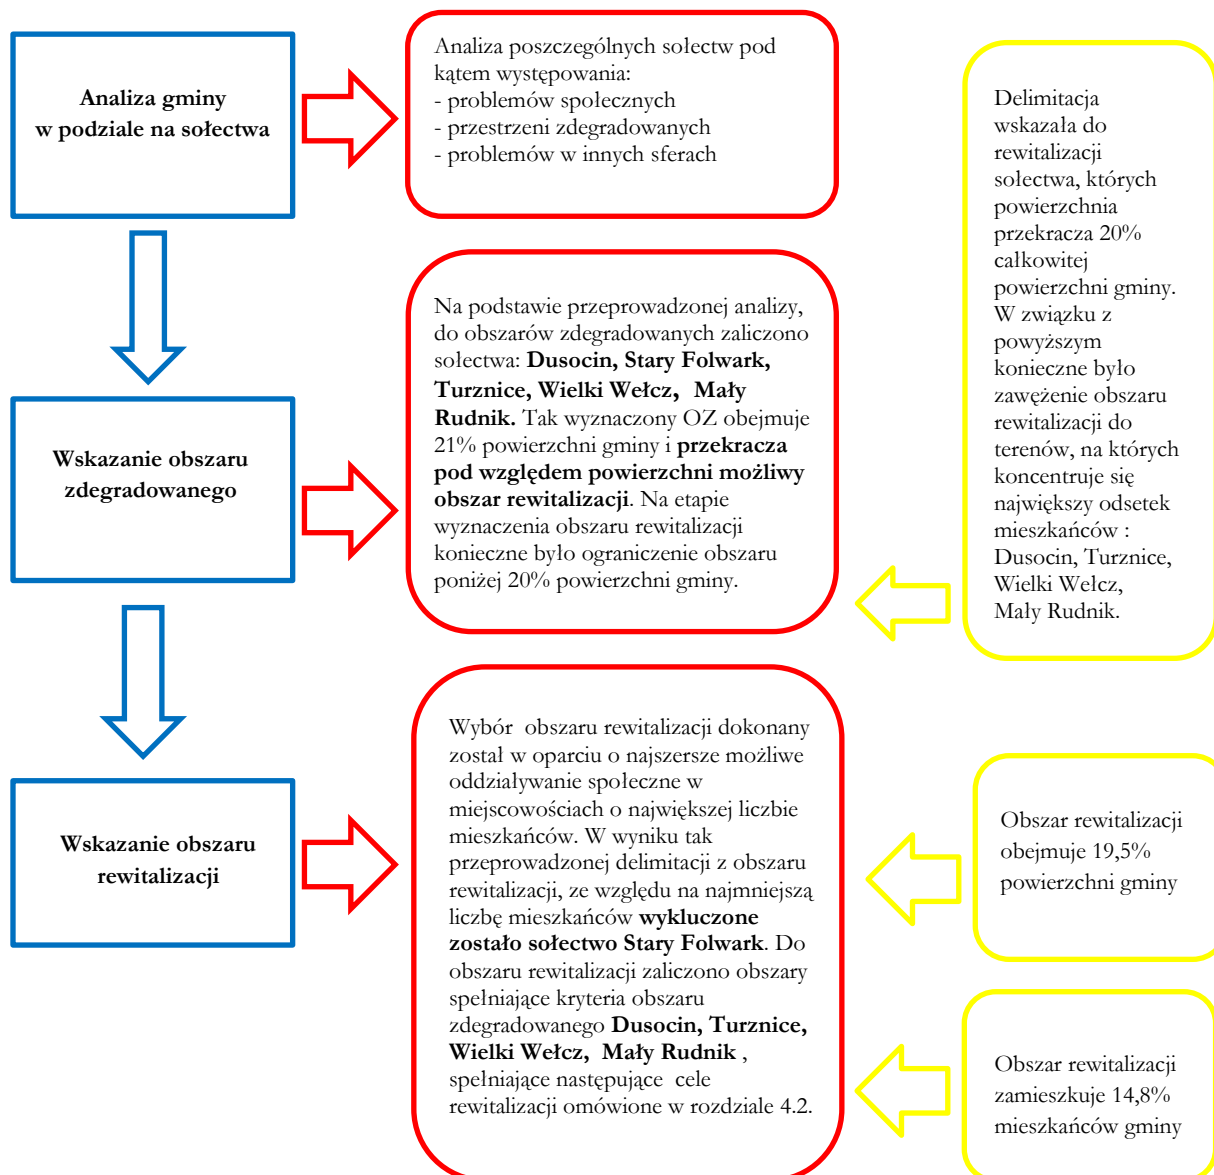 Analiza gminy
w podziale na sołectwa
Analiza poszczególnych sołectw pod
kątem występowania:
- problemów społecznych
- przestrzeni zdegradowanych
- problemów w innych sferach
Wskazanie obszaru
zdegradowanego
Na podstawie przeprowadzonej analizy,
do obszarów zdegradowanych zaliczono
sołectwa: Dusocin, Stary Folwark,
Turznice, Wielki Wełcz, Mały
Rudnik. Tak wyznaczony OZ obejmuje
21% powierzchni gminy i przekracza
pod względem powierzchni możliwy
obszar rewitalizacji. Na etapie
wyznaczenia obszaru rewitalizacji
konieczne było ograniczenie obszaru
poniżej 20% powierzchni gminy.
Delimitacja
wskazała do
rewitalizacji
sołectwa, których
powierzchnia
przekracza 20%
całkowitej
powierzchni gminy.
W związku z
powyższym
konieczne było
zawężenie obszaru
rewitalizacji do
terenów, na których
koncentruje się
największy odsetek
mieszkańców :
Dusocin, Turznice,
Wielki Wełcz,
Mały Rudnik.
Wskazanie obszaru
rewitalizacji
Wybór obszaru rewitalizacji dokonany
został w oparciu o najszersze możliwe
oddziaływanie społeczne w
miejscowościach o największej liczbie
mieszkańców. W wyniku tak
przeprowadzonej delimitacji z obszaru
rewitalizacji, ze względu na najmniejszą
liczbę mieszkańców wykluczone
zostało sołectwo Stary Folwark. Do
obszaru rewitalizacji zaliczono obszary
spełniające kryteria obszaru
zdegradowanego Dusocin, Turznice,
Wielki Wełcz, Mały Rudnik ,
spełniające następujące cele
rewitalizacji omówione w rozdziale 4.2.
Obszar rewitalizacji
obejmuje 19,5%
powierzchni gminy
Obszar rewitalizacji
zamieszkuje 14,8%
mieszkańców gminy